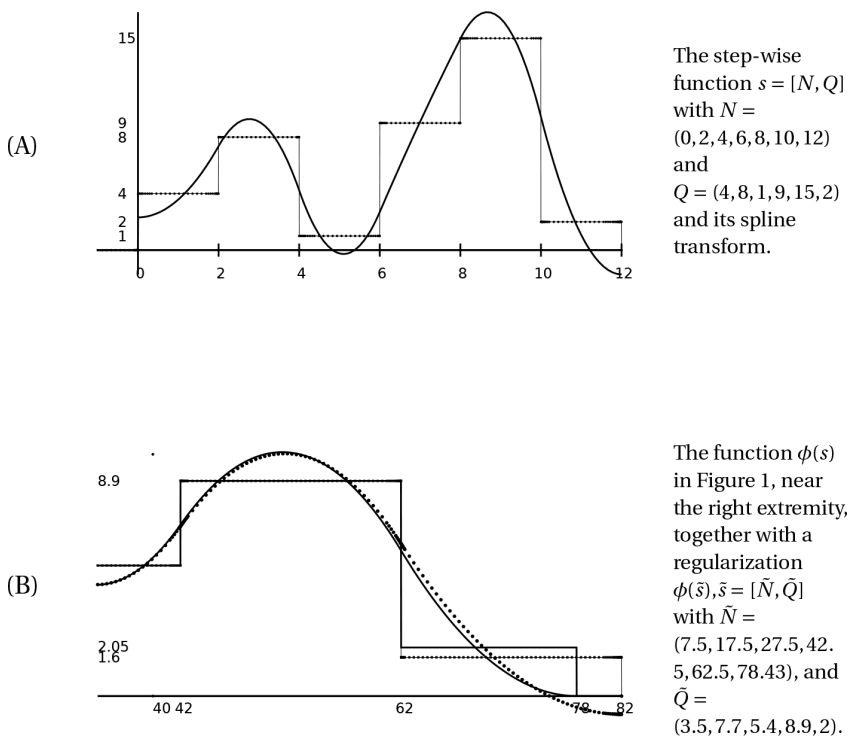 (A)
15
9
8
4
2
1
0 2 4 6 8 10 12
The step-wise
function s = [N, Q]
with N =
(0,2,4,6,8,10,12)
and
Q = (4,8,1,9,15,2)
and its spline
transform.
(B)
8.9
2.05
1.6
40 42 62 78 82
The function ϕ(s)
in Figure 1, near
the right extremity,
together with a
regularization
ϕ(s̃), s̃ = [Ñ, Q̃]
with Ñ =
(7.5,17.5,27.5,42.
5,62.5,78.43), and
Q̃ =
(3.5,7.7,5.4,8.9,2).